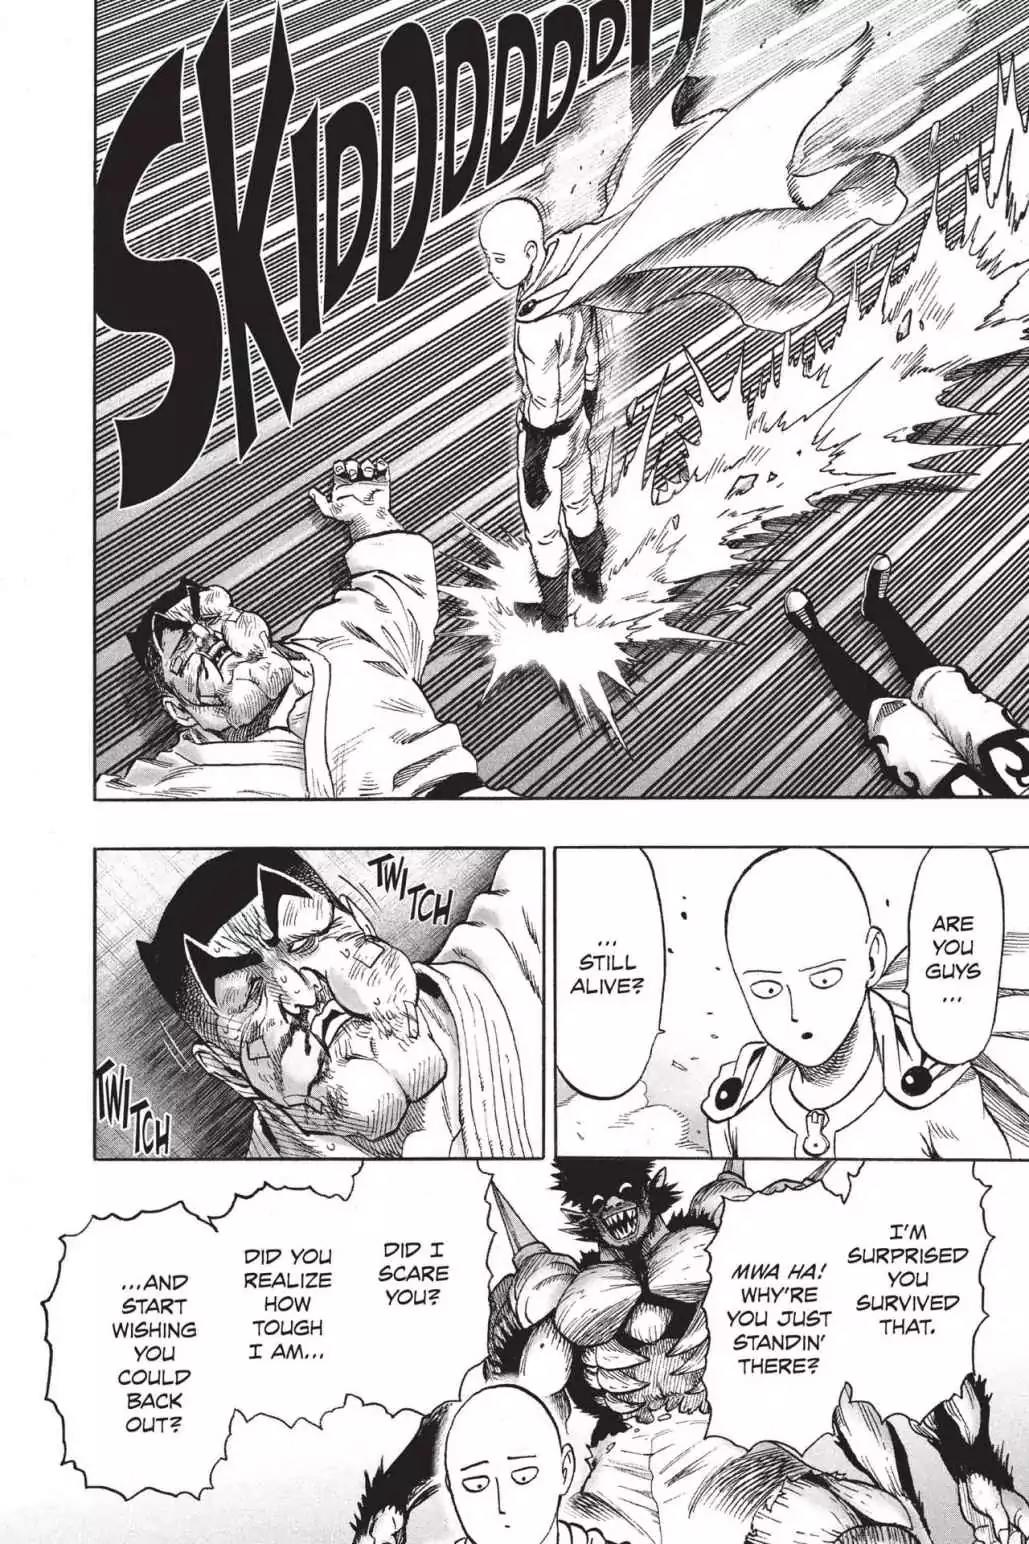 SKIDDDDDDDD
ARE
YOU
GUYS
...
...
STILL
ALIVE?
TWITCH
TWITCH
I'M
SURPRISED
YOU
SURVIVED
THAT.
MWA HA!
WHY'RE
YOU JUST
STANDIN'
THERE?
DID I
SCARE
YOU?
DID YOU
REALIZE
HOW
TOUGH
I AM...
...AND
START
WISHING
YOU
COULD
BACK
OUT?